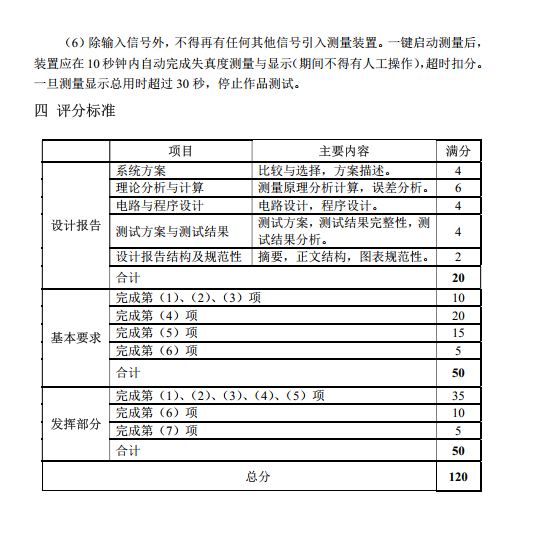 （6）除输入信号外，不得再有任何其他信号引入测量装置。一键启动测量后，
装置应在 10 秒钟内自动完成失真度测量与显示（期间不得有人工操作），超时扣分。
一旦测量显示总用时超过 30 秒，停止作品测试。
四 评分标准
项目 主要内容 满分
设计报告
系统方案 比较与选择，方案描述。 4
理论分析与计算 测量原理分析计算，误差分析。 6
电路与程序设计 电路设计，程序设计。 4
测试方案与测试结果 测试方案，测试结果完整性，测
试结果分析。 4
设计报告结构及规范性 摘要，正文结构，图表规范性。 2
合计 20
基本要求
完成第（1）、（2）、（3）项 10
完成第（4）项 20
完成第（5）项 15
完成第（6）项 5
合计 50
发挥部分
完成第（1）、（2）、（3）、（4）、（5）项 35
完成第（6）项 10
完成第（7）项 5
合计 50
总分 120